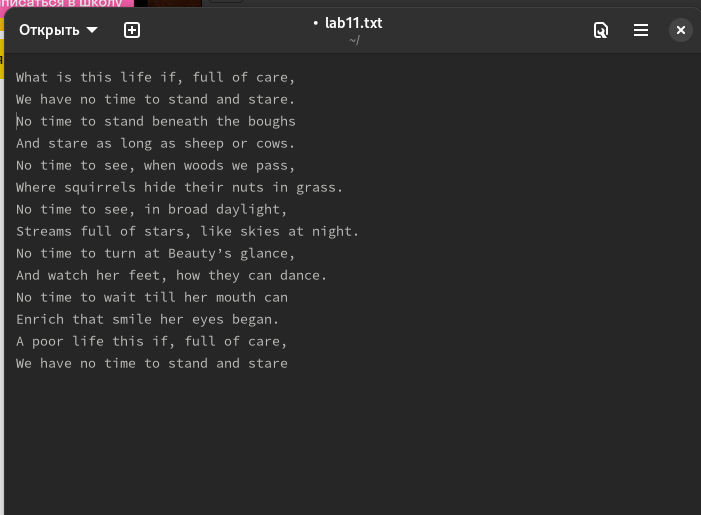 писаться в школу
Открыть
• lab11.txt
~/
What is this life if, full of care,
We have no time to stand and stare.
No time to stand beneath the boughs
And stare as long as sheep or cows.
No time to see, when woods we pass,
Where squirrels hide their nuts in grass.
No time to see, in broad daylight,
Streams full of stars, like skies at night.
No time to turn at Beauty’s glance,
And watch her feet, how they can dance.
No time to wait till her mouth can
Enrich that smile her eyes began.
A poor life this if, full of care,
We have no time to stand and stare